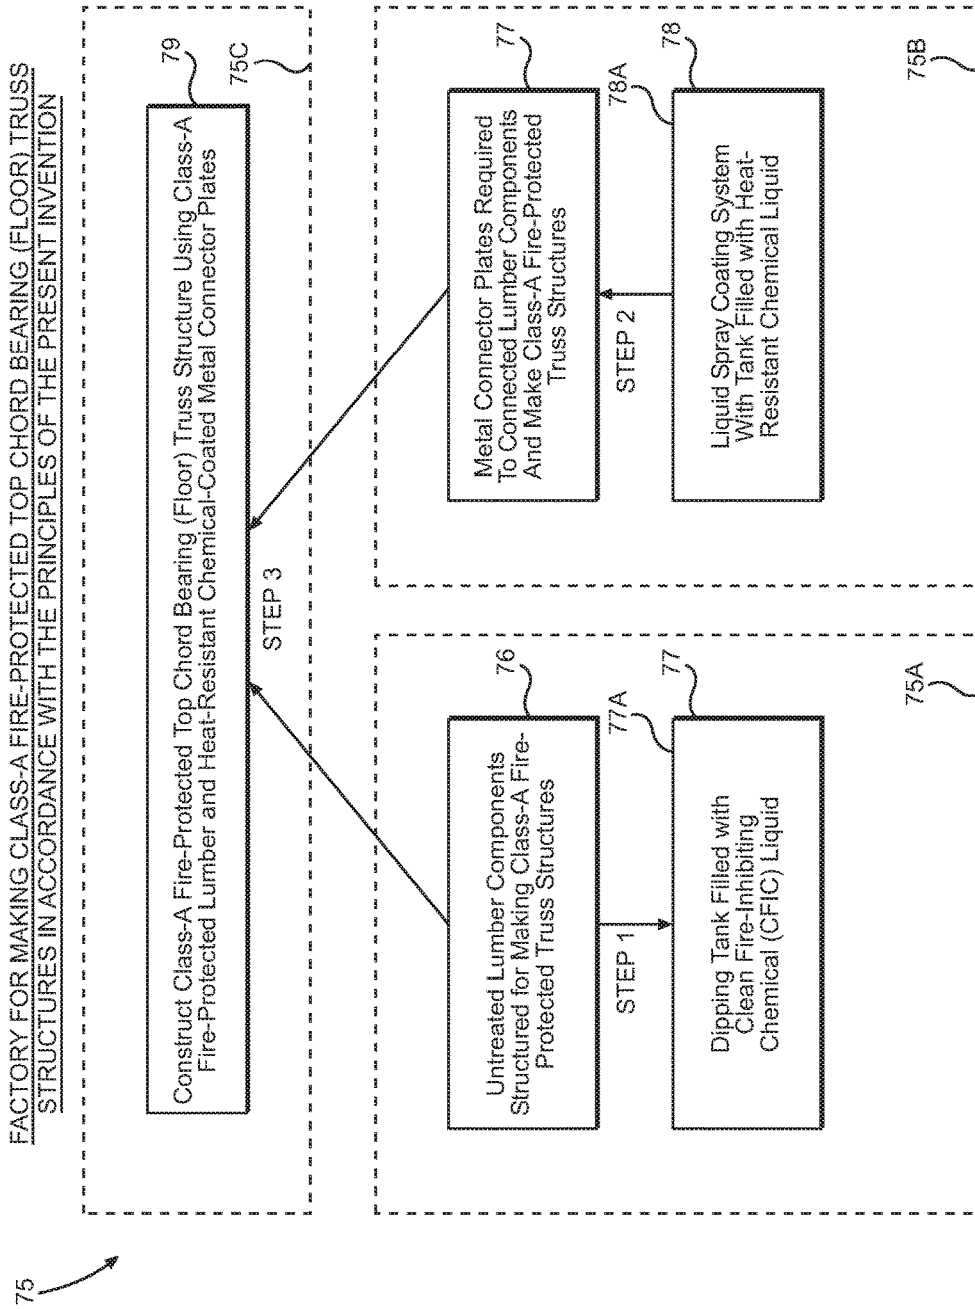 FACTORY FOR MAKING CLASS-A FIRE-PROTECTED TOP CHORD BEARING (FLOOR) TRUSS
STRUCTURES IN ACCORDANCE WITH THE PRINCIPLES OF THE PRESENT INVENTION
75
79
Construct Class-A Fire-Protected Top Chord Bearing (Floor) Truss Structure Using Class-A
Fire-Protected Lumber and Heat-Resistant Chemical-Coated Metal Connector Plates
75C
STEP 3
76
Untreated Lumber Components
Structured for Making Class-A Fire-
Protected Truss Structures
STEP 1
77A
77
Dipping Tank Filled with
Clean Fire-Inhibiting
Chemical (CFIC) Liquid
75A
77
Metal Connector Plates Required
To Connected Lumber Components
And Make Class-A Fire-Protected
Truss Structures
STEP 2
78A
78
Liquid Spray Coating System
With Tank Filled with Heat-
Resistant Chemical Liquid
75B